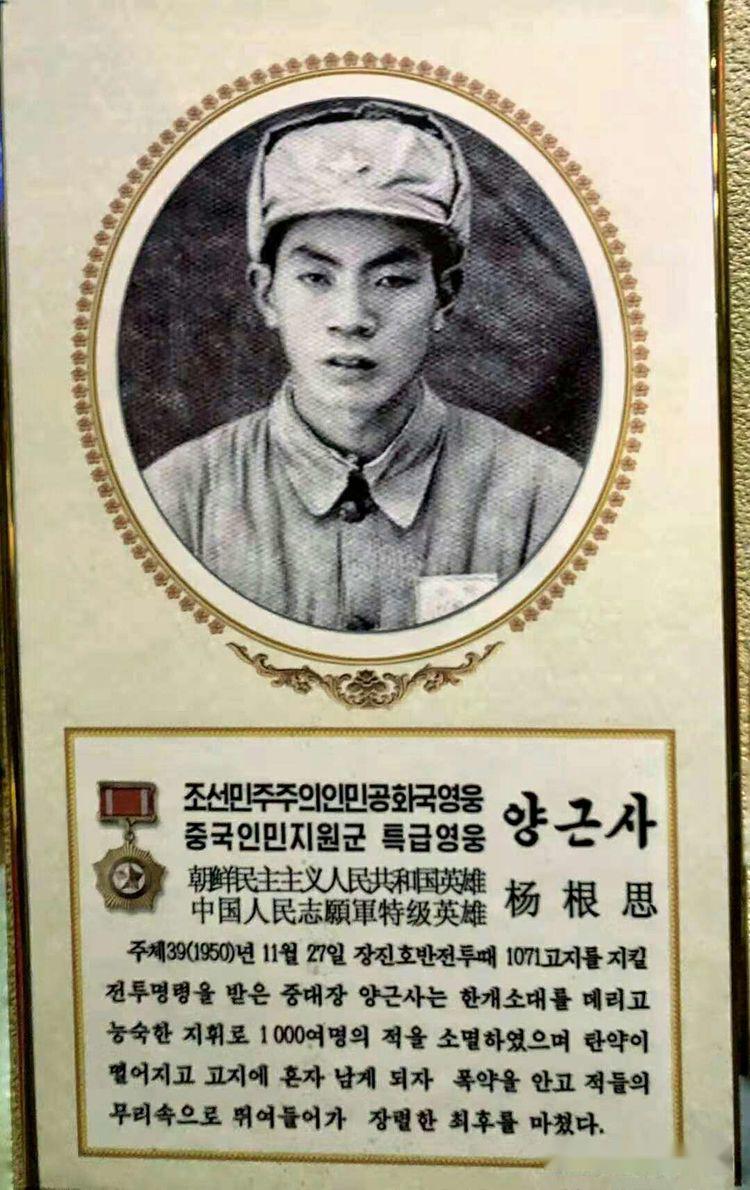 조선민주주의인민공화국영웅
중국인민지원군 특급영웅
양근사
朝鲜民主主义人民共和国英雄
中国人民志願軍特级英雄
杨根思
주체39(1950)년 11월 27일 장진호반전투때 1071고지를 지킬
전투명령을 받은 중대장 양근사는 한개소대를 데리고
능숙한 지휘로 1 000여명의 적을 소멸하였으며 탄약이
떨어지고 고지에 혼자 남게 되자 폭약을 안고 적들의
무리속으로 뛰여들어가 장렬한 최후를 마쳤다.